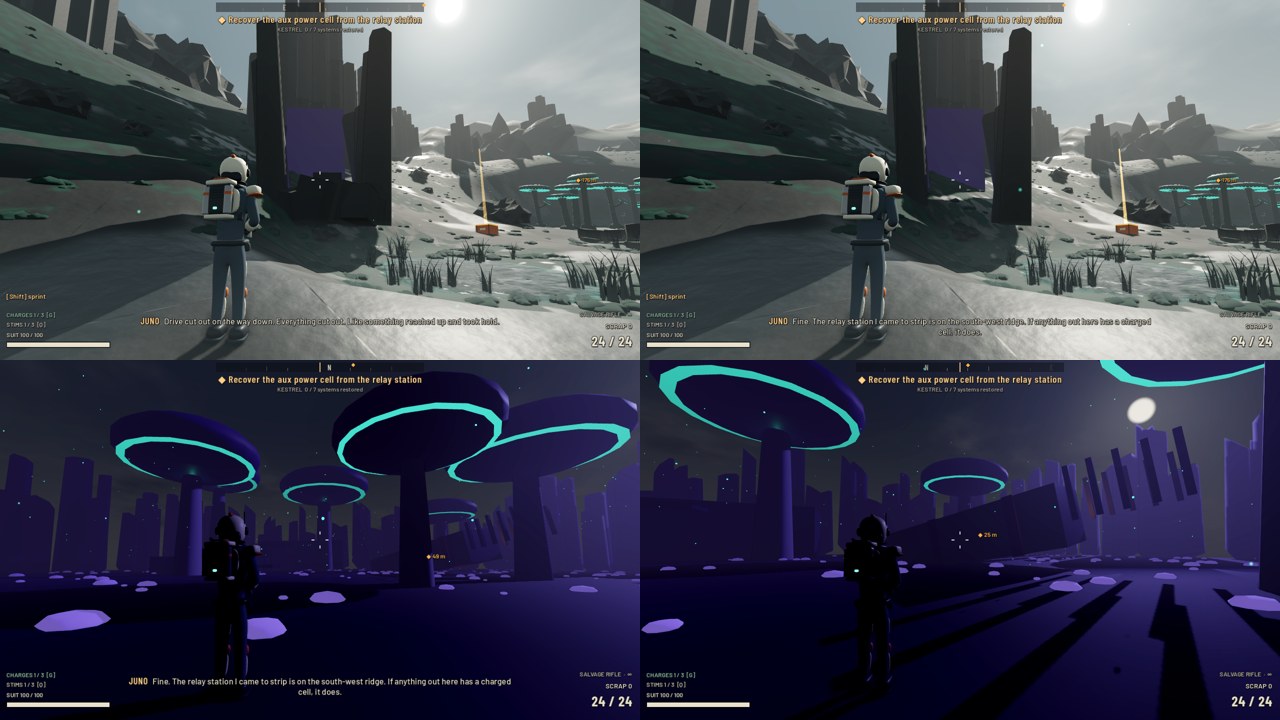 ◆ Recover the aux power cell from the relay station
KESTREL 0 / 7 systems restored
[Shift] sprint
CHARGES 1 / 3 [G]
STIMS 1 / 3 [Q]
SUIT 100 / 100
JUNO Drive cut out on the way down. Everything cut out. Like something reached up and took hold.
SALVAGE RIFLE · ∞
SCRAP 0
24 / 24
◆ Recover the aux power cell from the relay station
KESTREL 0 / 7 systems restored
[Shift] sprint
CHARGES 1 / 3 [G]
STIMS 1 / 3 [Q]
SUIT 100 / 100
JUNO Fine. The relay station I came to strip is on the south-west ridge. If anything out here has a charged
cell, it does.
SALVAGE RIFLE · ∞
SCRAP 0
24 / 24
N
◆ Recover the aux power cell from the relay station
KESTREL 0 / 7 systems restored
◆ 49 m
CHARGES 1 / 3 [G]
STIMS 1 / 3 [Q]
SUIT 100 / 100
JUNO Fine. The relay station I came to strip is on the south-west ridge. If anything out here has a charged
cell, it does.
SALVAGE RIFLE · ∞
SCRAP 0
24 / 24
◆ Recover the aux power cell from the relay station
KESTREL 0 / 7 systems restored
◆ 25 m
CHARGES 1 / 3 [G]
STIMS 1 / 3 [Q]
SUIT 100 / 100
SALVAGE RIFLE · ∞
SCRAP 0
24 / 24